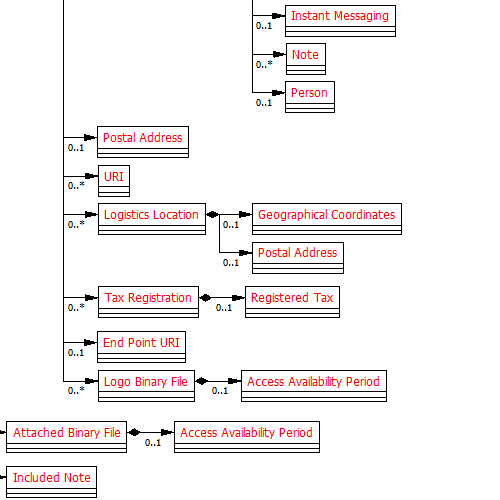 Instant Messaging
0..1
Note
0..*
Person
0..1
Postal Address
0..1
URI
0..*
Logistics Location
0..*
Geographical Coordinates
0..1
Postal Address
0..1
Tax Registration
0..*
Registered Tax
0..1
End Point URI
0..1
Logo Binary File
0..*
Access Availability Period
0..1
Attached Binary File
Access Availability Period
0..1
Included Note